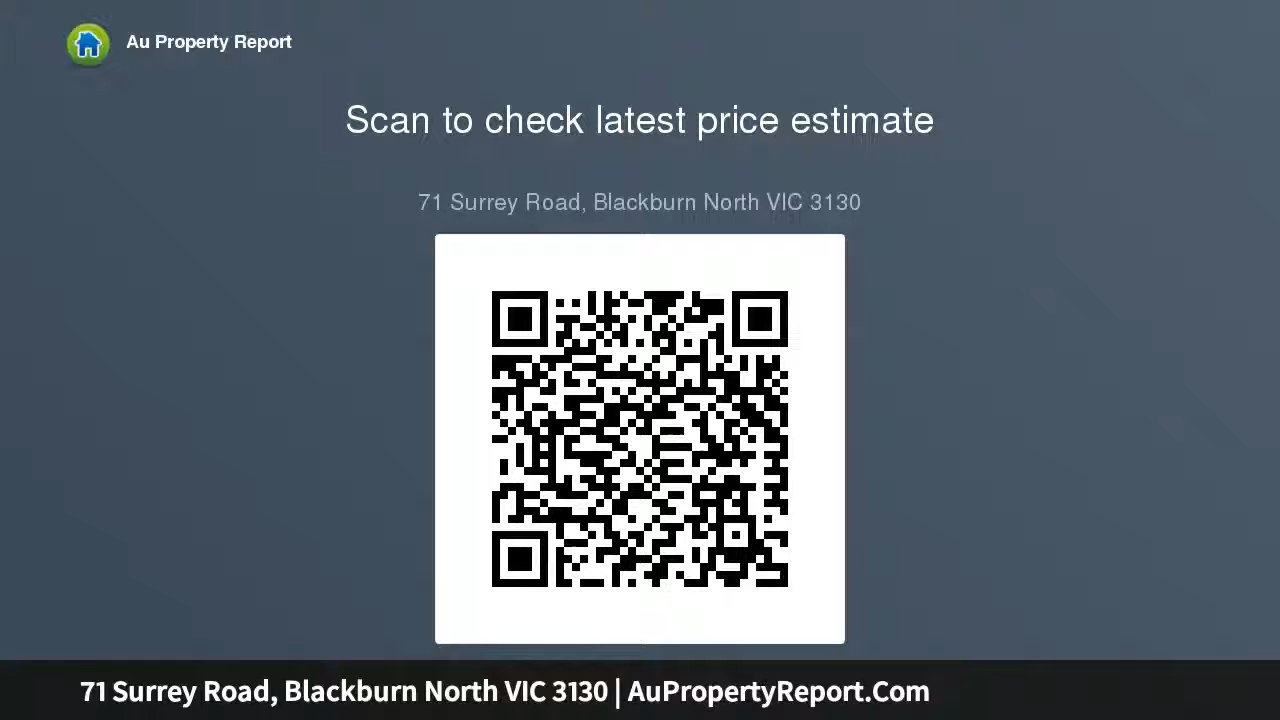 Au Property Report
Scan to check latest price estimate
71 Surrey Road, Blackburn North VIC 3130
71 Surrey Road, Blackburn North VIC 3130 | AuPropertyReport.Com